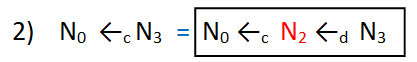 2) N₀ ←c N₃ = N₀ ←c N₂ ←d N₃